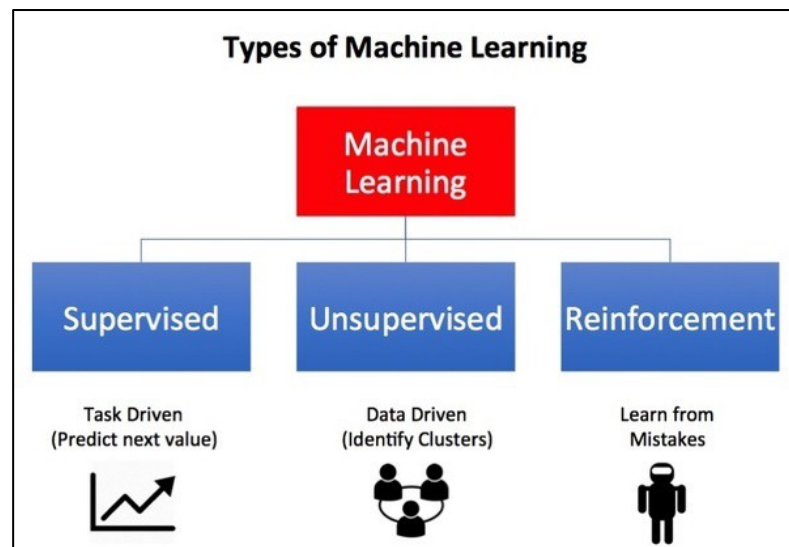 Types of Machine Learning
Machine
Learning
Supervised
Unsupervised
Reinforcement
Task Driven
(Predict next value)
Data Driven
(Identify Clusters)
Learn from
Mistakes